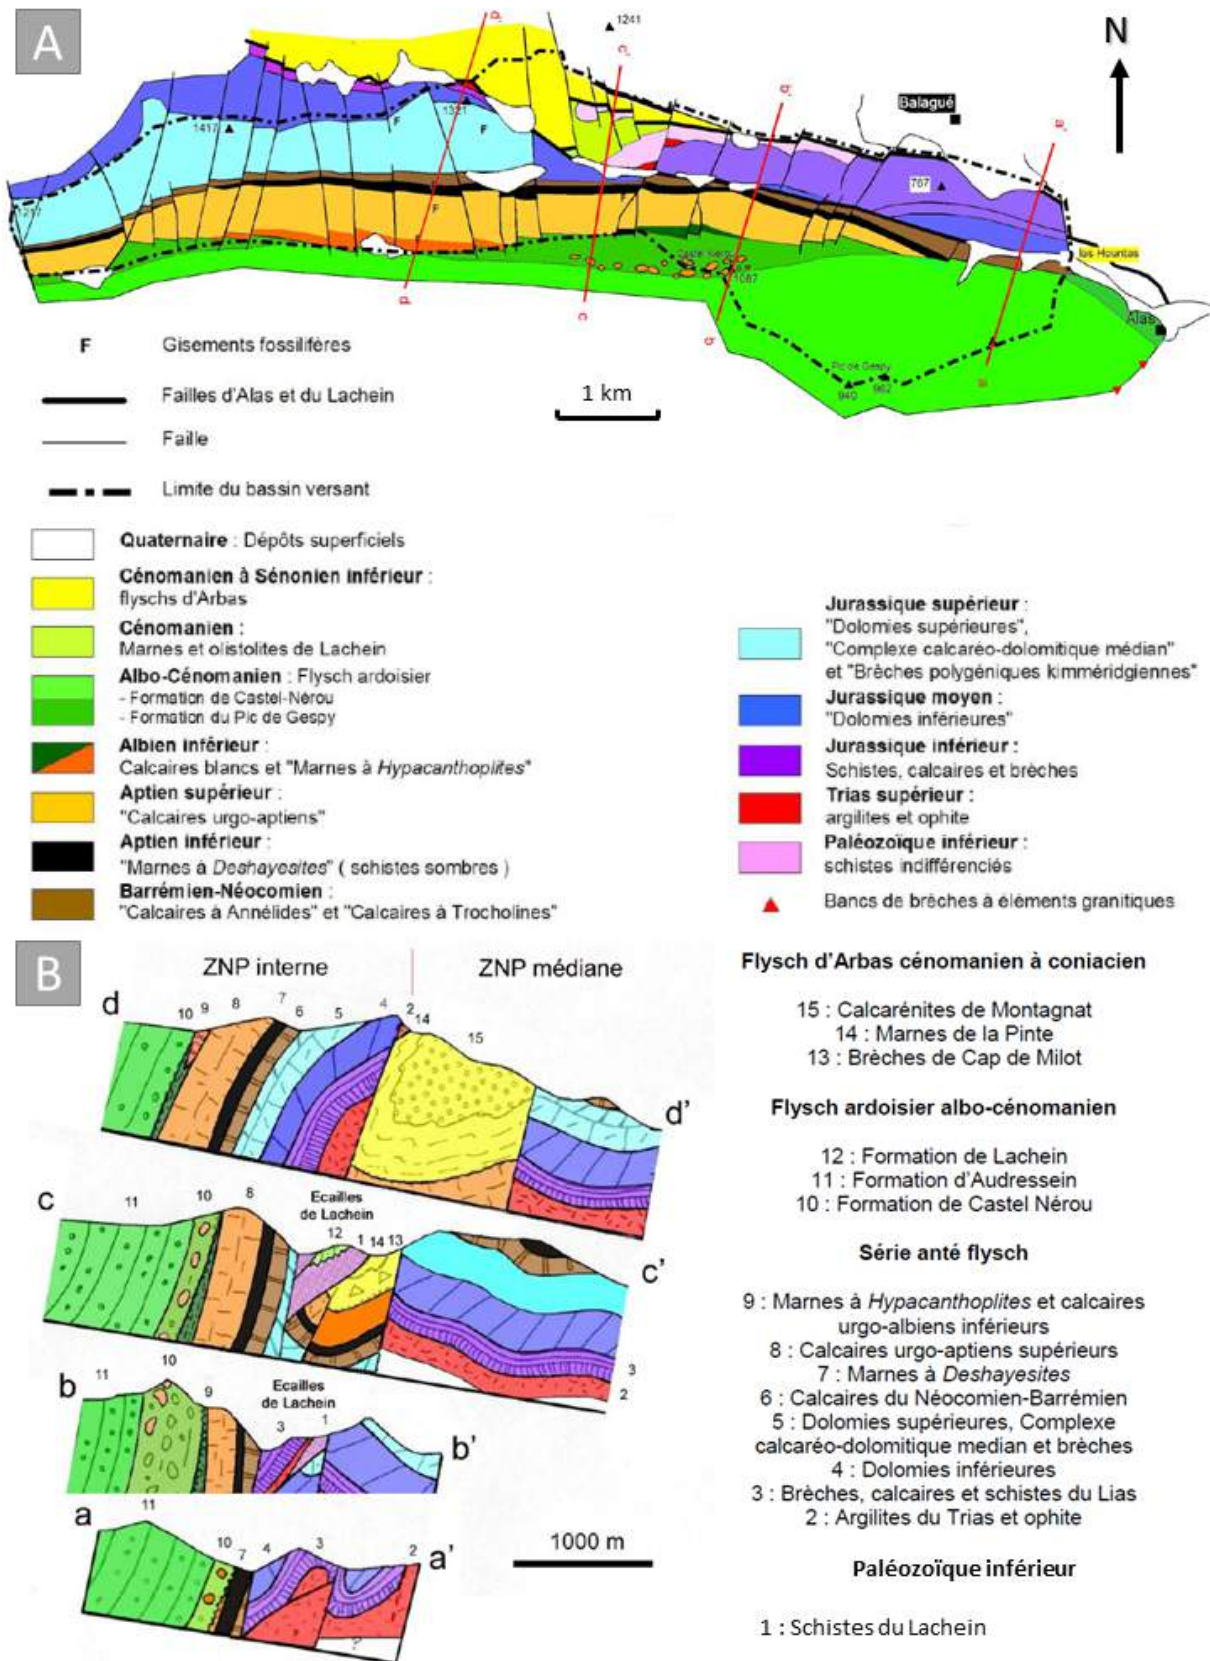 A
N
1241
d'
c'
b'
a'
Balagué
1417
1321
767
1217
F
F
F
F
las Hountas
Alas
1087
d
c
b
a
Pic de Gespy
940
962
1 km
F Gisements fossilifères
Failles d'Alas et du Lachein
Faille
Limite du bassin versant
Quaternaire : Dépôts superficiels
Cénomanien à Sénonien inférieur :
flyschs d'Arbas
Cénomanien :
Marnes et olistolites de Lachein
Albo-Cénomanien : Flysch ardoisier
- Formation de Castel-Nérou
- Formation du Pic de Gespy
Albien inférieur :
Calcaires blancs et "Marnes à Hypacanthoplites"
Aptien supérieur :
"Calcaires urgo-aptiens"
Aptien inférieur :
"Marnes à Deshayesites" ( schistes sombres )
Barrémien-Néocomien :
"Calcaires à Annélides" et "Calcaires à Trocholines"
Jurassique supérieur :
"Dolomies supérieures",
"Complexe calcaréo-dolomitique médian"
et "Brèches polygéniques kimméridgiennes"
Jurassique moyen :
"Dolomies inférieures"
Jurassique inférieur :
Schistes, calcaires et brèches
Trias supérieur :
argilites et ophite
Paléozoïque inférieur :
schistes indifférenciés
Bancs de brèches à éléments granitiques
B
ZNP interne
ZNP médiane
d
10 9 8 7 6 5 4 2 14 15
d'
c
11 10 8
Ecailles
de Lachein
12 1 14 13
c'
3
2
b
11 10 9
Ecailles
de Lachein
3 1
b'
a
11 10 7 4 3 2
a'
?
1000 m
Flysch d'Arbas cénomanien à coniacien
15 : Calcarénites de Montagnat
14 : Marnes de la Pinte
13 : Brèches de Cap de Milot
Flysch ardoisier albo-cénomanien
12 : Formation de Lachein
11 : Formation d'Audressein
10 : Formation de Castel Nérou
Série anté flysch
9 : Marnes à Hypacanthoplites et calcaires
urgo-albiens inférieurs
8 : Calcaires urgo-aptiens supérieurs
7 : Marnes à Deshayesites
6 : Calcaires du Néocomien-Barrémien
5 : Dolomies supérieures, Complexe
calcaréo-dolomitique median et brèches
4 : Dolomies inférieures
3 : Brèches, calcaires et schistes du Lias
2 : Argilites du Trias et ophite
Paléozoïque inférieur
1 : Schistes du Lachein